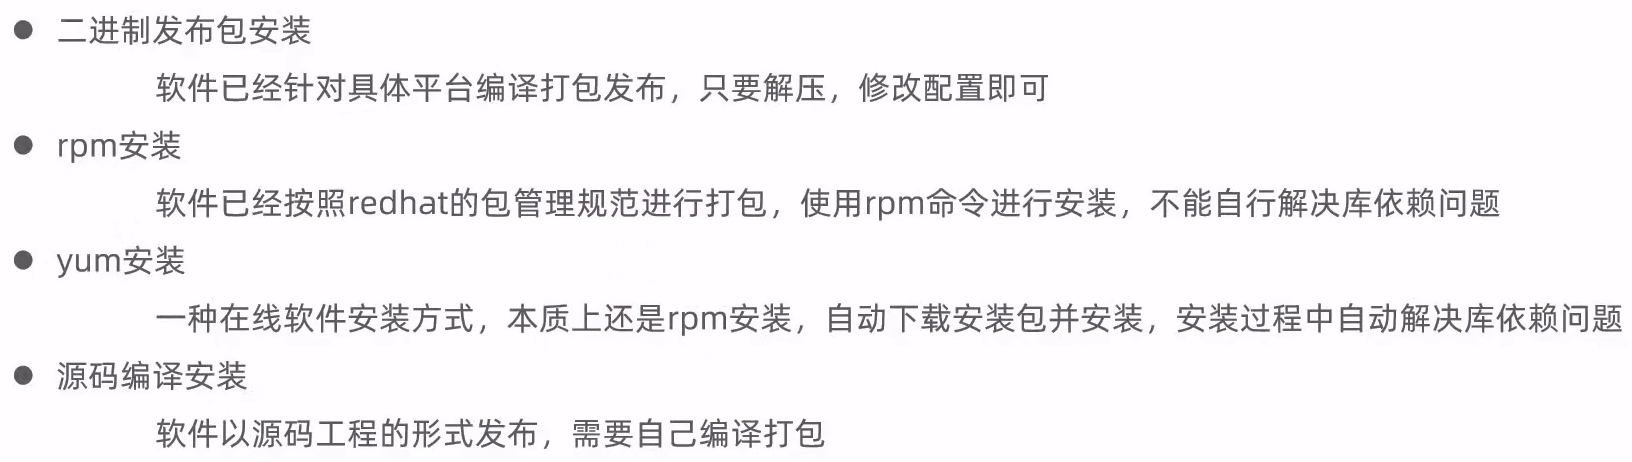 ● 二进制发布包安装
软件已经针对具体平台编译打包发布，只要解压，修改配置即可
● rpm安装
软件已经按照redhat的包管理规范进行打包，使用rpm命令进行安装，不能自行解决库依赖问题
● yum安装
一种在线软件安装方式，本质上还是rpm安装，自动下载安装包并安装，安装过程中自动解决库依赖问题
● 源码编译安装
软件以源码工程的形式发布，需要自己编译打包